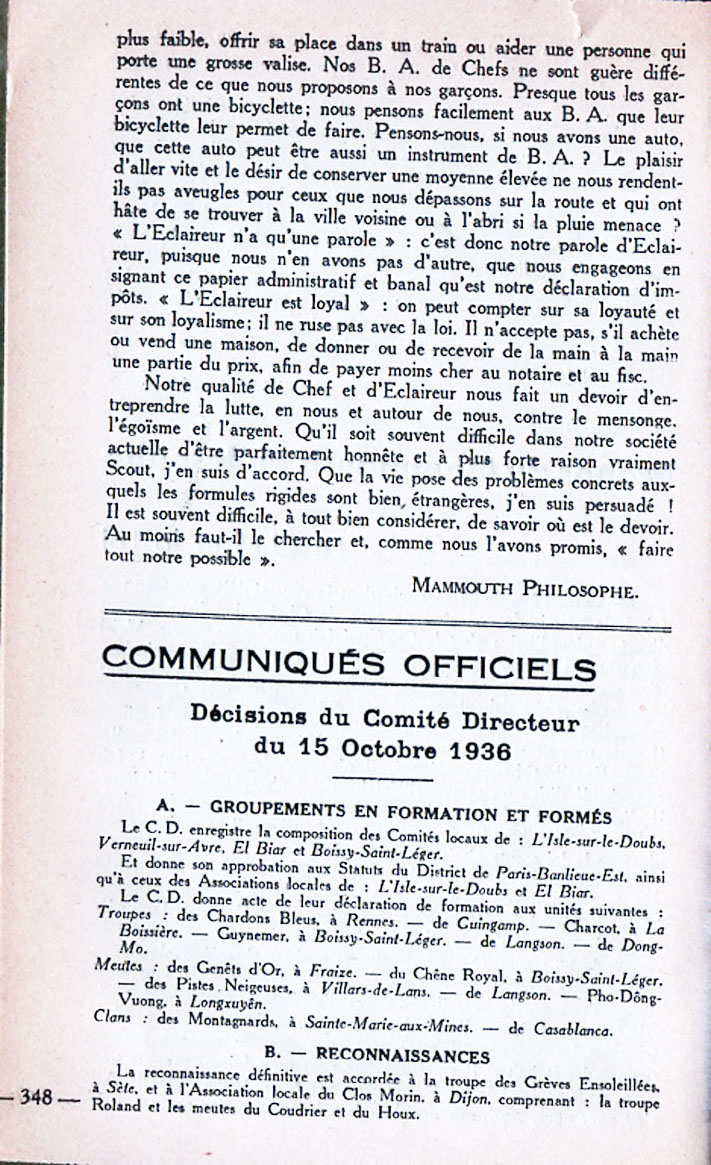 plus faible, offrir sa place dans un train ou aider une personne qui
porte une grosse valise. Nos B. A. de Chefs ne sont guère diffé-
rentes de ce que nous proposons à nos garçons. Presque tous les gar-
çons ont une bicyclette; nous pensons facilement aux B. A. que leur
bicyclette leur permet de faire. Pensons-nous, si nous avons une auto,
que cette auto peut être aussi un instrument de B. A. ? Le plaisir
d'aller vite et le désir de conserver une moyenne élevée ne nous rendent-
ils pas aveugles pour ceux que nous dépassons sur la route et qui ont
hâte de se trouver à la ville voisine ou à l'abri si la pluie menace ?
« L'Eclaireur n'a qu'une parole » : c'est donc notre parole d'Eclai-
reur, puisque nous n'en avons pas d'autre, que nous engageons en
signant ce papier administratif et banal qu'est notre déclaration d'im-
pôts. « L'Eclaireur est loyal » : on peut compter sur sa loyauté et
sur son loyalisme; il ne ruse pas avec la loi. Il n'accepte pas, s'il achète
ou vend une maison, de donner ou de recevoir de la main à la main
une partie du prix, afin de payer moins cher au notaire et au fisc.
Notre qualité de Chef et d'Eclaireur nous fait un devoir d'en-
treprendre la lutte, en nous et autour de nous, contre le mensonge,
l'égoïsme et l'argent. Qu'il soit souvent difficile dans notre société
actuelle d'être parfaitement honnête et à plus forte raison vraiment
Scout, j'en suis d'accord. Que la vie pose des problèmes concrets aux-
quels les formules rigides sont bien étrangères, j'en suis persuadé !
Il est souvent difficile, à tout bien considérer, de savoir où est le devoir.
Au moins faut-il le chercher et, comme nous l'avons promis, « faire
tout notre possible ».
MAMMOUTH PHILOSOPHE.
COMMUNIQUÉS OFFICIELS
Décisions du Comité Directeur
du 15 Octobre 1936
A. — GROUPEMENTS EN FORMATION ET FORMÉS
Le C. D. enregistre la composition des Comités locaux de : L'Isle-sur-le-Doubs,
Verneuil-sur-Avre, El Biar et Boissy-Saint-Léger.
Et donne son approbation aux Statuts du District de Paris-Banlieue-Est, ainsi
qu'à ceux des Associations locales de : L'Isle-sur-le-Doubs et El Biar.
Le C. D. donne acte de leur déclaration de formation aux unités suivantes :
Troupes : des Chardons Bleus, à Rennes. — de Guingamp. — Charcot, à La
Boissière. — Guynemer, à Boissy-Saint-Léger. — de Langson. — de Dong-
Mo.
Meutes : des Genêts d'Or, à Fraize. — du Chêne Royal, à Boissy-Saint-Léger.
— des Pistes Neigeuses, à Villars-de-Lans. — de Langson. — Pho-Dông-
Vuong, à Longxuyên.
Clans : des Montagnards, à Sainte-Marie-aux-Mines. — de Casablanca.
B. — RECONNAISSANCES
La reconnaissance définitive est accordée à la troupe des Grèves Ensoleillées,
à Sète, et à l'Association locale du Clos Morin, à Dijon, comprenant : la troupe
Roland et les meutes du Coudrier et du Houx.
— 348 —